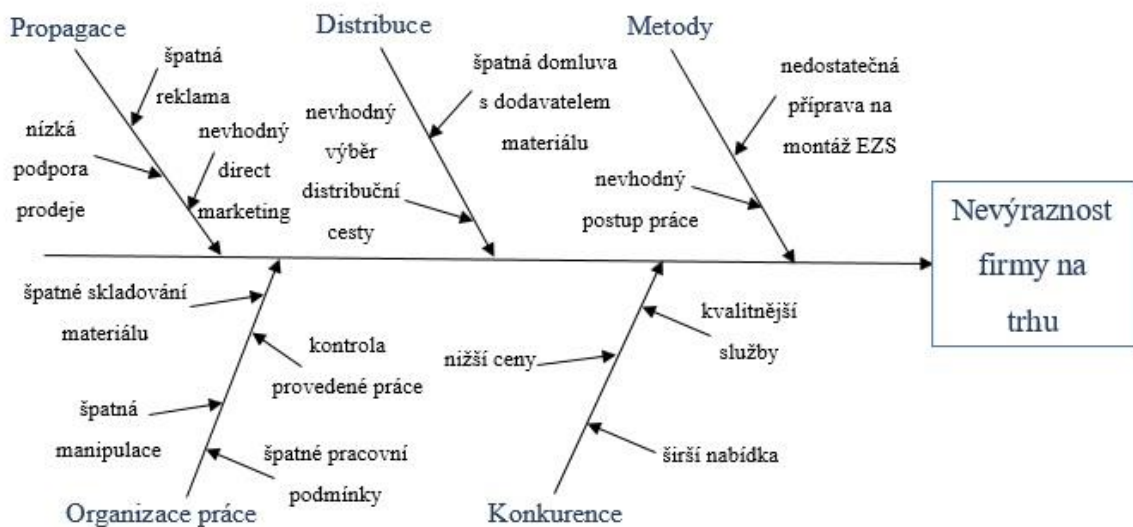 Propagace
špatná
reklama
nízká
podpora
prodeje
nevhodný
direct
marketing
Distribuce
špatná domluva
s dodavatelem
materiálu
nevhodný
výběr
distribuční
cesty
Metody
nedostatečná
příprava na
montáž EZS
nevhodný
postup práce
Nevýraznost
firmy na
trhu
špatné skladování
materiálu
kontrola
provedené práce
špatná
manipulace
špatné pracovní
podmínky
Organizace práce
kvalitnější
služby
nižší ceny
širší nabídka
Konkurence